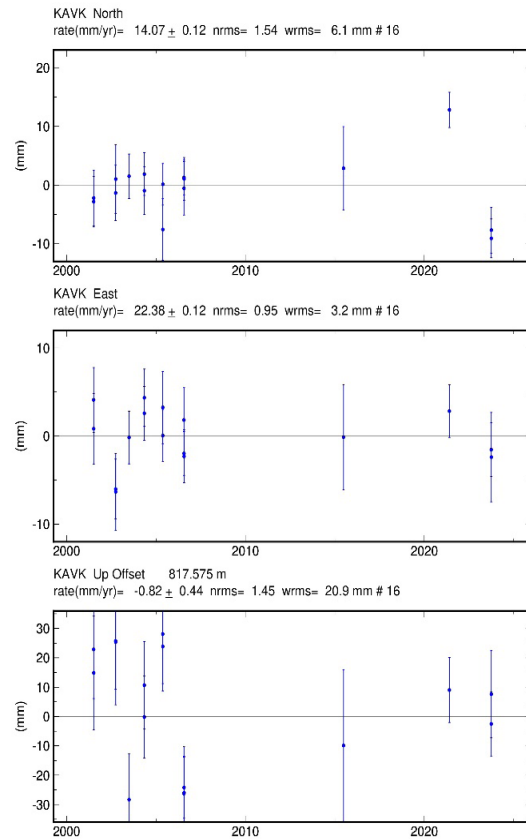 KAVK North
rate(mm/yr)= 14.07 ± 0.12 nrms= 1.54 wrms= 6.1 mm # 16
20
10
0
-10
(mm)
2000 2010 2020
KAVK East
rate(mm/yr)= 22.38 ± 0.12 nrms= 0.95 wrms= 3.2 mm # 16
10
0
-10
(mm)
2000 2010 2020
KAVK Up Offset 817.575 m
rate(mm/yr)= -0.82 ± 0.44 nrms= 1.45 wrms= 20.9 mm # 16
30
20
10
0
-10
-20
-30
(mm)
2000 2010 2020